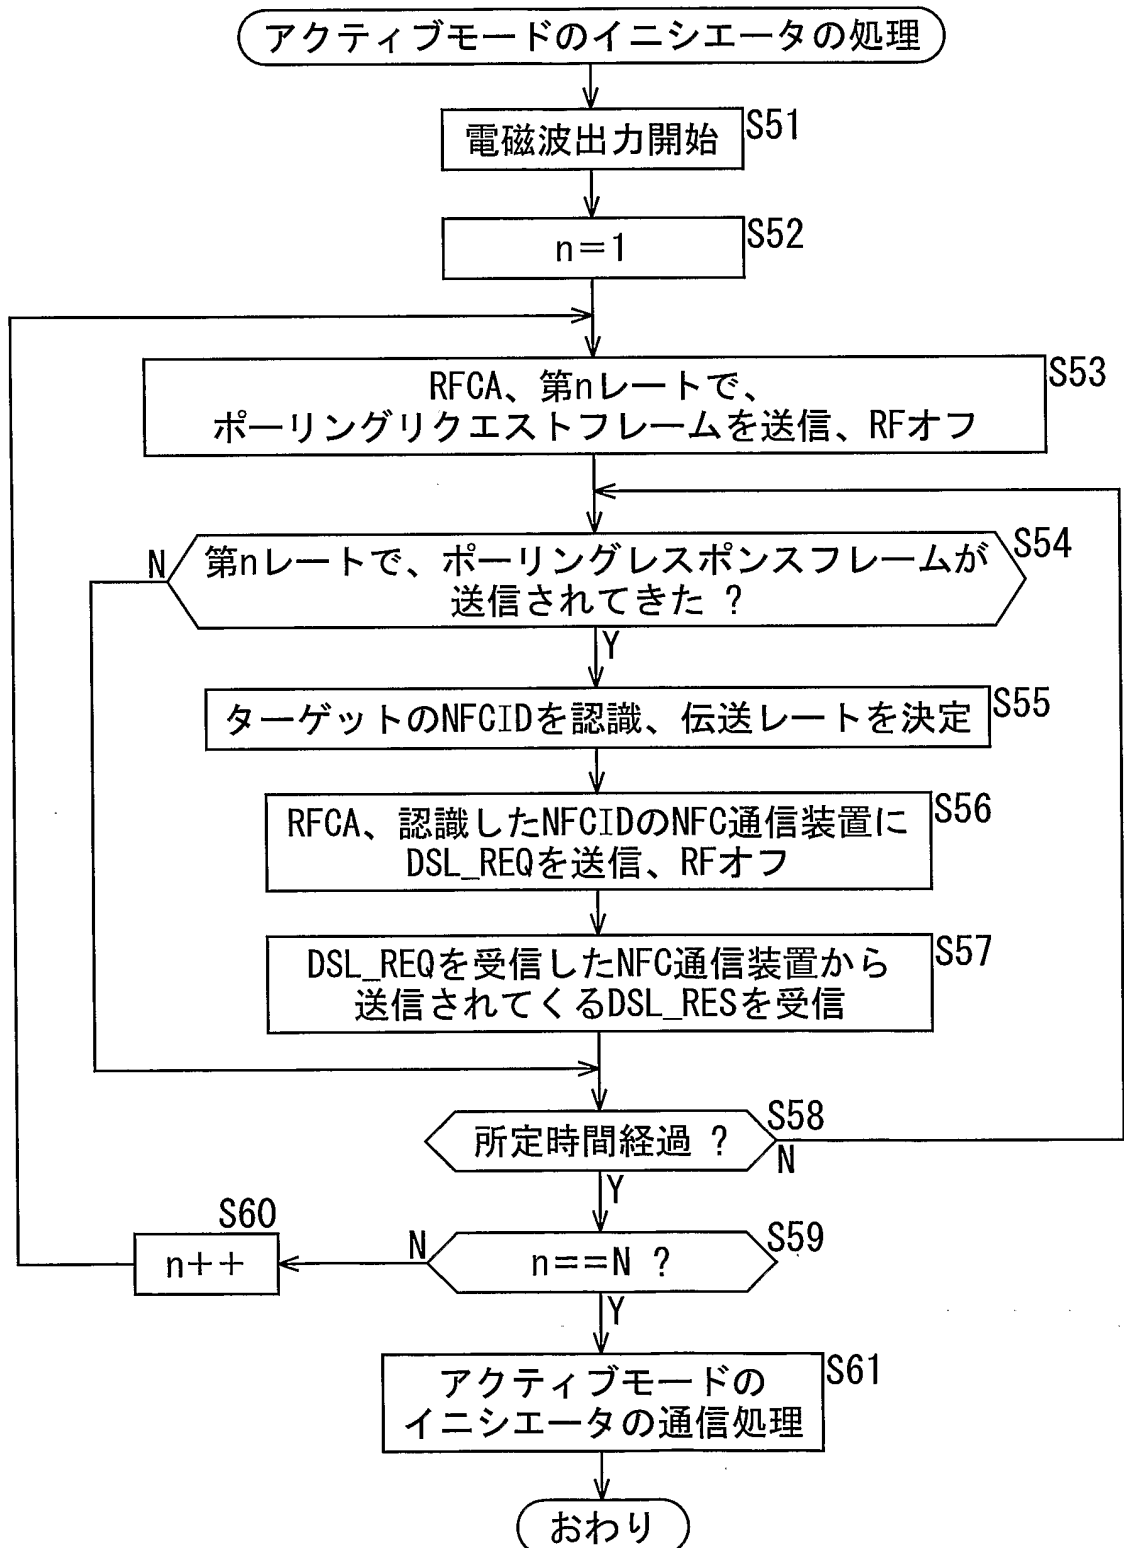 アクティブモードのイニシエータの処理
電磁波出力開始
S51
n=1
S52
RFCA、第nレートで、
ポーリングリクエストフレームを送信、RFオフ
S53
第nレートで、ポーリングレスポンスフレームが
送信されてきた ?
S54
N
Y
ターゲットのNFCIDを認識、伝送レートを決定
S55
RFCA、認識したNFCIDのNFC通信装置に
DSL_REQを送信、RFオフ
S56
DSL_REQを受信したNFC通信装置から
送信されてくるDSL_RESを受信
S57
所定時間経過 ?
S58
N
Y
n==N ?
S59
N
S60
n++
Y
アクティブモードの
イニシエータの通信処理
S61
おわり